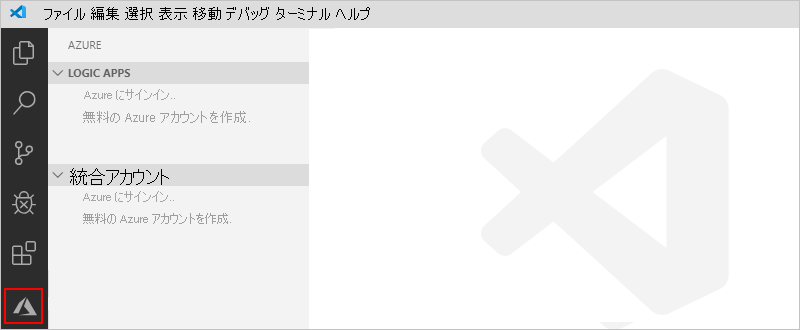 ファイル 編集 選択 表示 移動 デバッグ ターミナル ヘルプ
AZURE
LOGIC APPS
Azure にサインイン..
無料の Azure アカウントを作成.
統合アカウント
Azure にサインイン..
無料の Azure アカウントを作成.